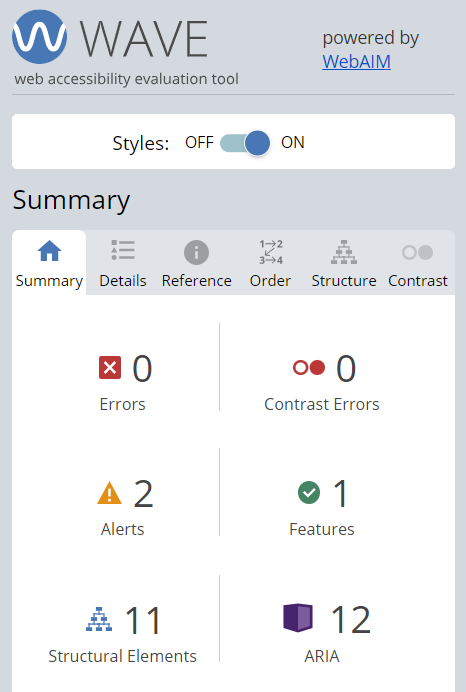 WAVE
web accessibility evaluation tool
powered by
WebAIM
Styles: OFF ON
Summary
Summary Details Reference Order Structure Contrast
1 2
3 4
0 0
Errors Contrast Errors
2 1
Alerts Features
11 12
Structural Elements ARIA